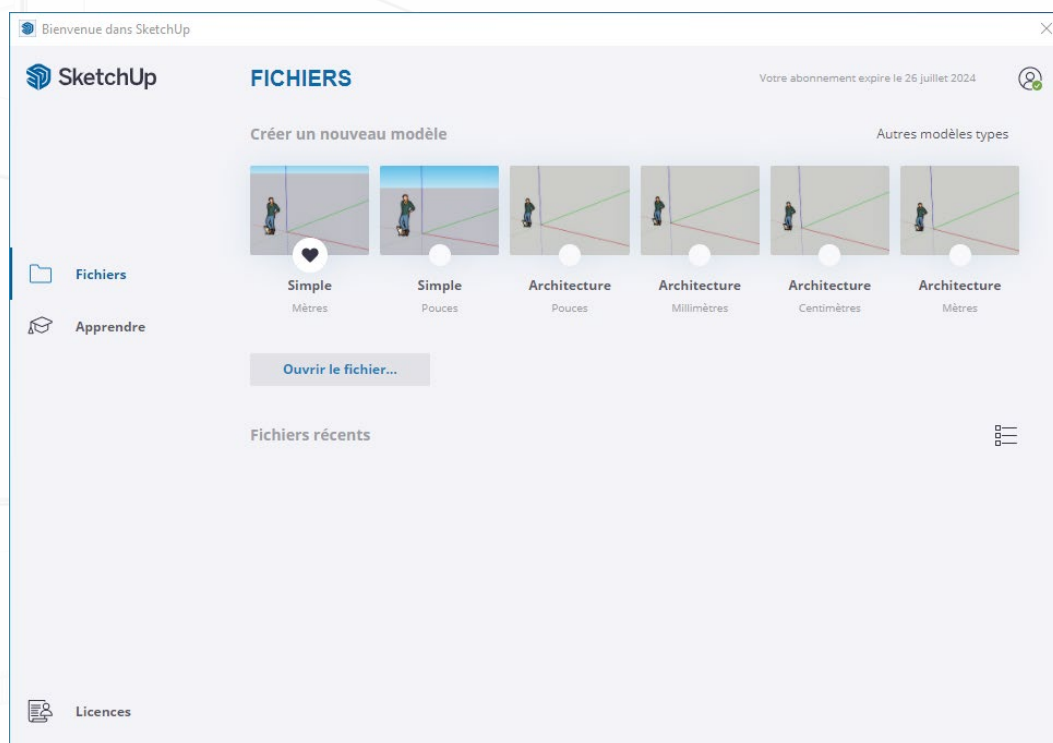 Bienvenue dans SketchUp
SketchUp
FICHIERS
Votre abonnement expire le 26 juillet 2024
Créer un nouveau modèle
Autres modèles types
Simple
Mètres
Simple
Pouces
Architecture
Pouces
Architecture
Millimètres
Architecture
Centimètres
Architecture
Mètres
Fichiers
Apprendre
Ouvrir le fichier...
Fichiers récents
Licences